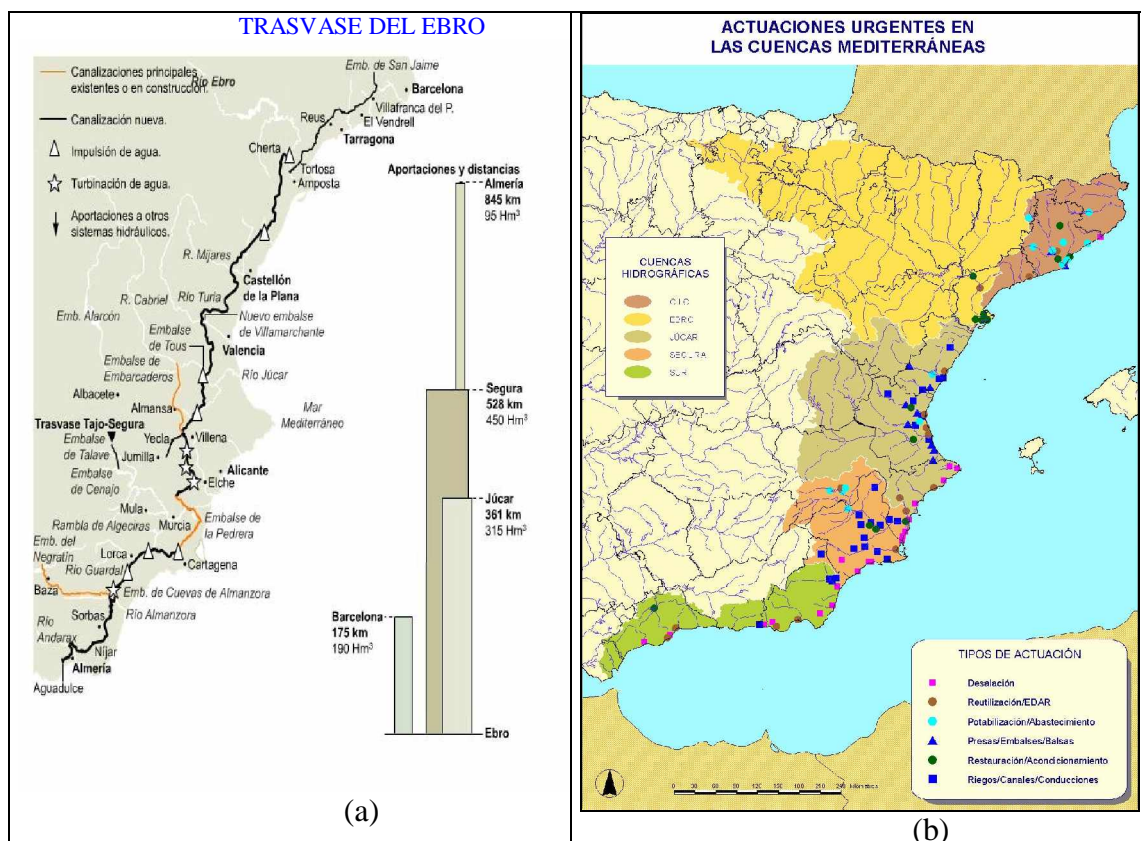 TRASVASE DEL EBRO
Canalizaciones principales
existentes o en construcción.
Canalización nueva.
Impulsión de agua.
Turbinación de agua.
Aportaciones a otros
sistemas hidráulicos.
Río Ebro
Emb. de San Jaime
Barcelona
Villafranca del P.
El Vendrell
Reus
Tarragona
Cherta
Tortosa
Amposta
R. Mijares
Castellón
de la Plana
Río Turia
R. Cabriel
Nuevo embalse
de Villamarchante
Emb. Alarcón
Embalse
de Tous
Valencia
Embalse de
Embarcaderos
Río Júcar
Albacete
Almansa
Mar
Mediterráneo
Trasvase Tajo-Segura
Yecla
Villena
Embalse
de Talave
Jumilla
Alicante
Embalse
de Cenajo
Elche
Mula
Rambla de Algeciras
Murcia
Embalse de
la Pedrera
Emb. del
Negratín
Lorca
Río Guardal
Cartagena
Baza
Emb. de Cuevas de Almanzora
Sorbas
Río Almanzora
Río
Andarax
Níjar
Almería
Aguadulce
Aportaciones y distancias
Almería
845 km
95 Hm³
Segura
528 km
450 Hm³
Júcar
361 km
315 Hm³
Barcelona
175 km
190 Hm³
Ebro
(a)
ACTUACIONES URGENTES EN
LAS CUENCAS MEDITERRÁNEAS
CUENCAS
HIDROGRÁFICAS
EBRO
JÚCAR
SEGURA
SUR
TIPOS DE ACTUACIÓN
Desalación
Reutilización/EDAR
Potabilización/Abastecimiento
Presas/Embalses/Balsas
Restauración/Acondicionamiento
Riegos/Canales/Conducciones
(b)